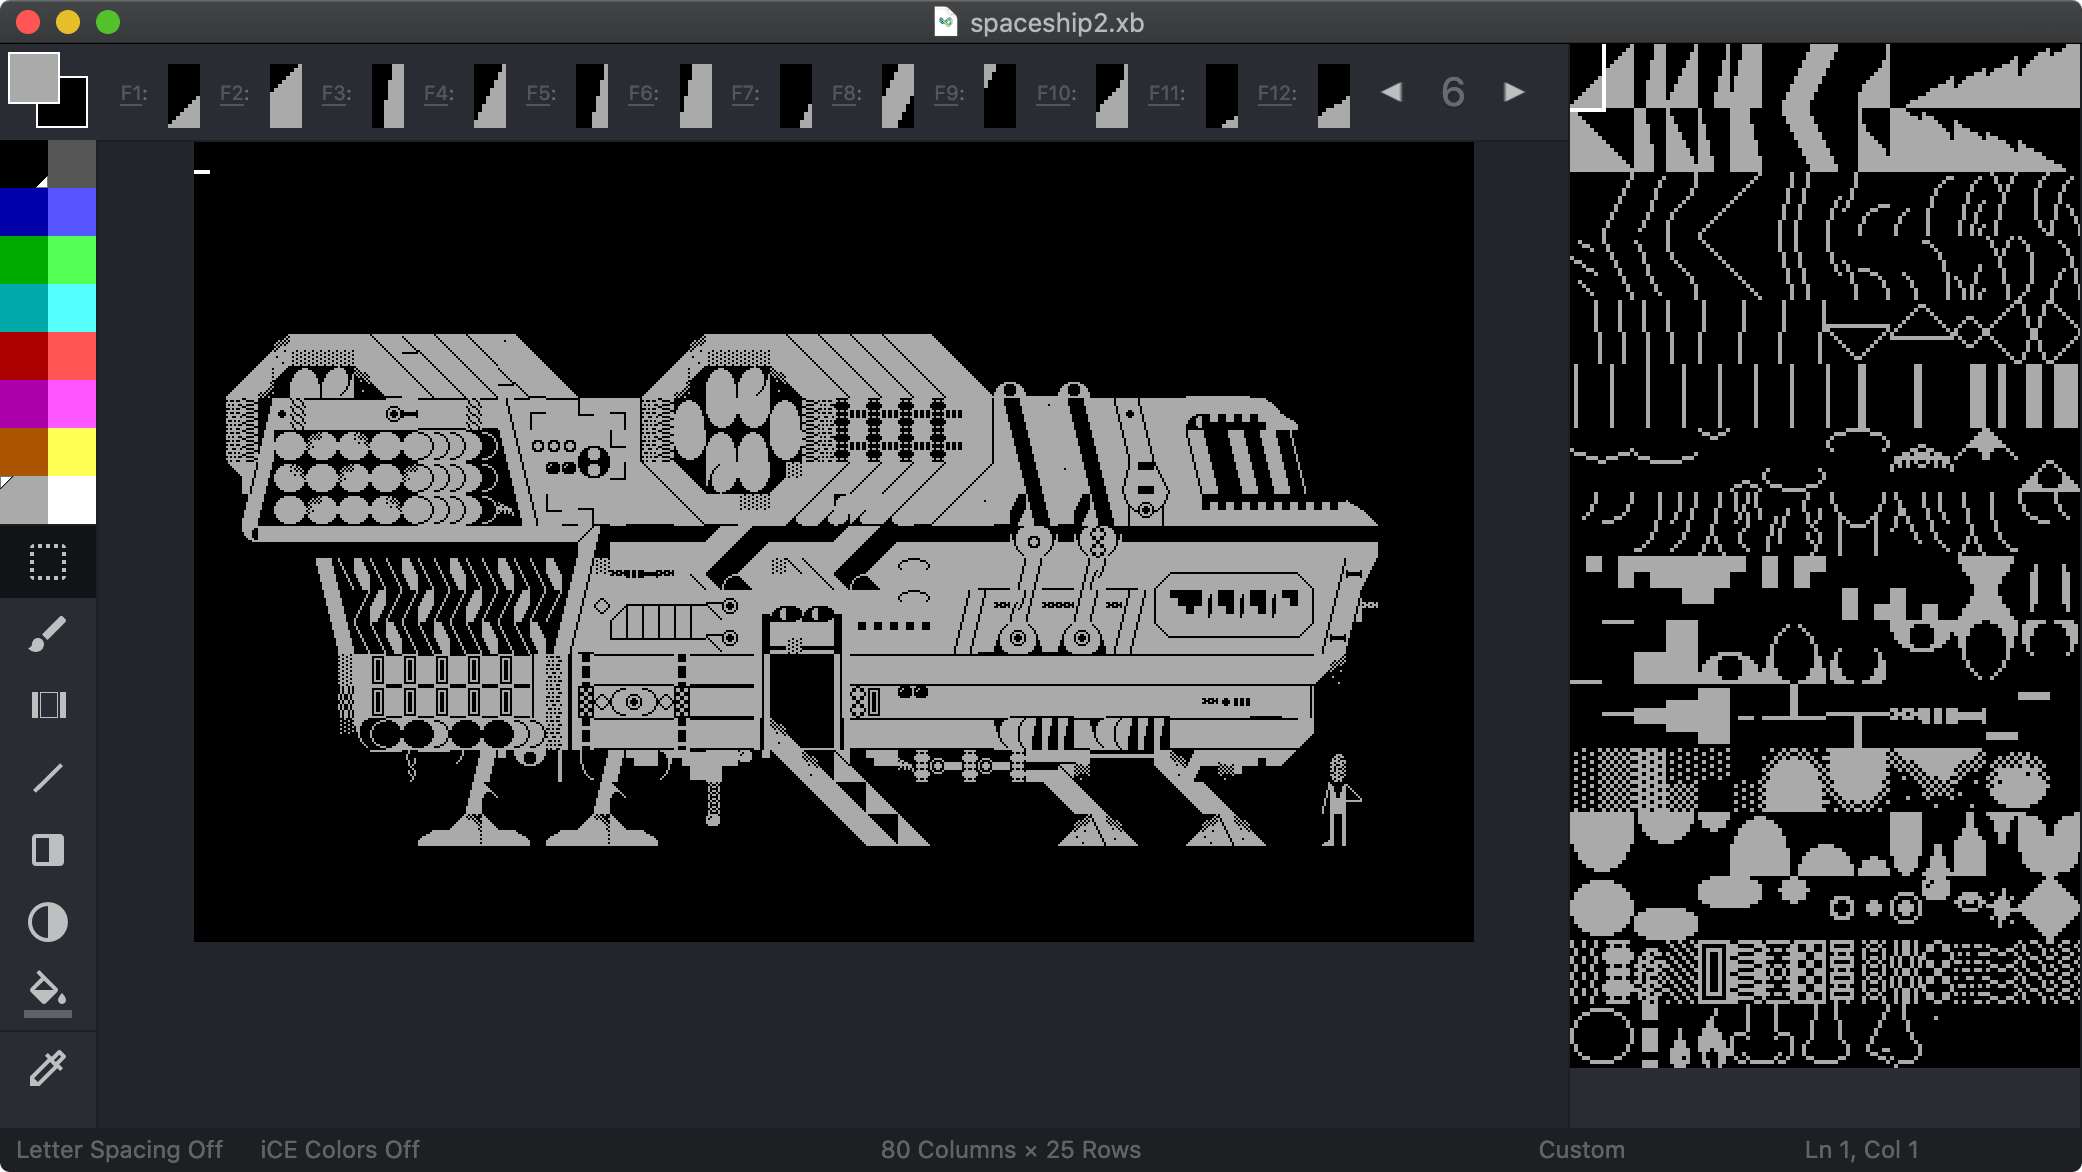 spaceship2.xb
F1: F2: F3: F4: F5: F6: F7: F8: F9: F10: F11: F12: 6
Letter Spacing Off iCE Colors Off 80 Columns × 25 Rows Custom Ln 1, Col 1